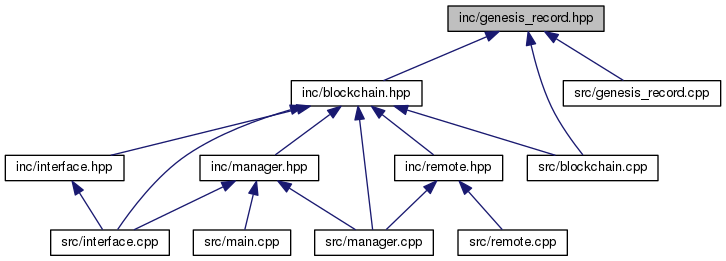 inc/genesis_record.hpp
inc/blockchain.hpp
src/genesis_record.cpp
inc/interface.hpp
inc/manager.hpp
inc/remote.hpp
src/blockchain.cpp
src/interface.cpp
src/main.cpp
src/manager.cpp
src/remote.cpp